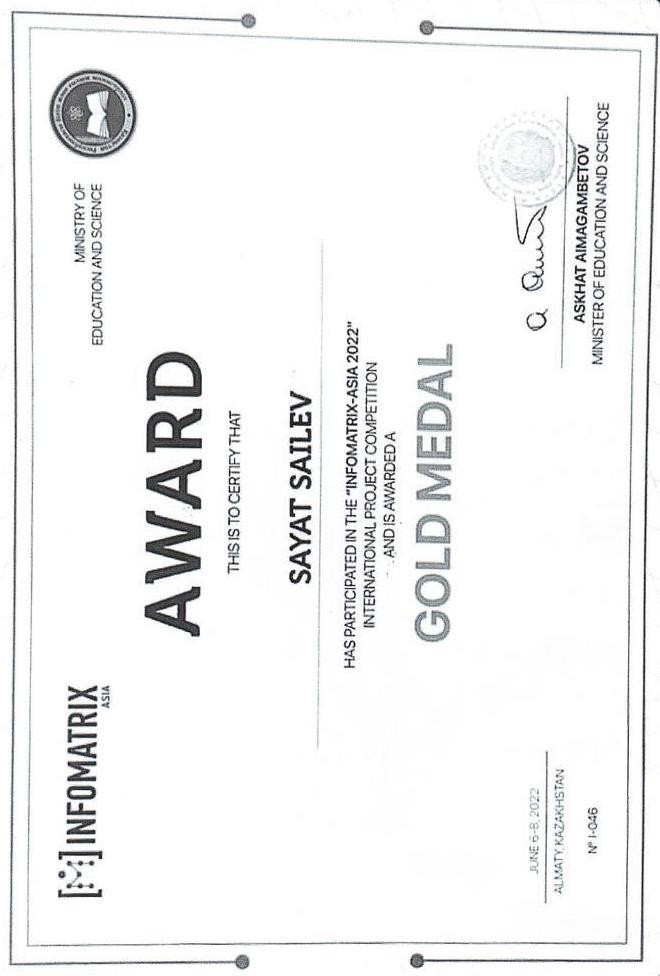 INFOMATRIX
ASIA
MINISTRY OF
EDUCATION AND SCIENCE
AWARD
THIS IS TO CERTIFY THAT
SAYAT SAILEV
HAS PARTICIPATED IN THE "INFOMATRIX-ASIA 2022"
INTERNATIONAL PROJECT COMPETITION
AND IS AWARDED A
GOLD MEDAL
JUNE 6-8, 2022
ALMATY, KAZAKHSTAN
Nº I-046
ASKHAT AIMAGAMBETOV
MINISTER OF EDUCATION AND SCIENCE